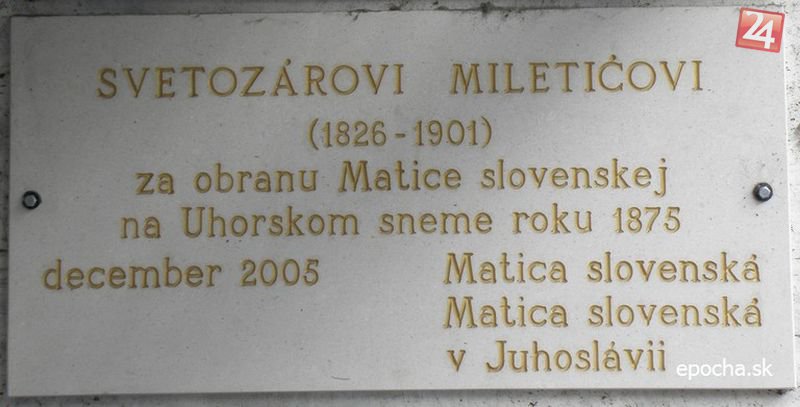 24
SVETOZÁROVI MILETIĆOVI
(1826-1901)
za obranu Matice slovenskej
na Uhorskom sneme roku 1875
december 2005 Matica slovenská
Matica slovenská
v Juhoslávii
epocha.sk